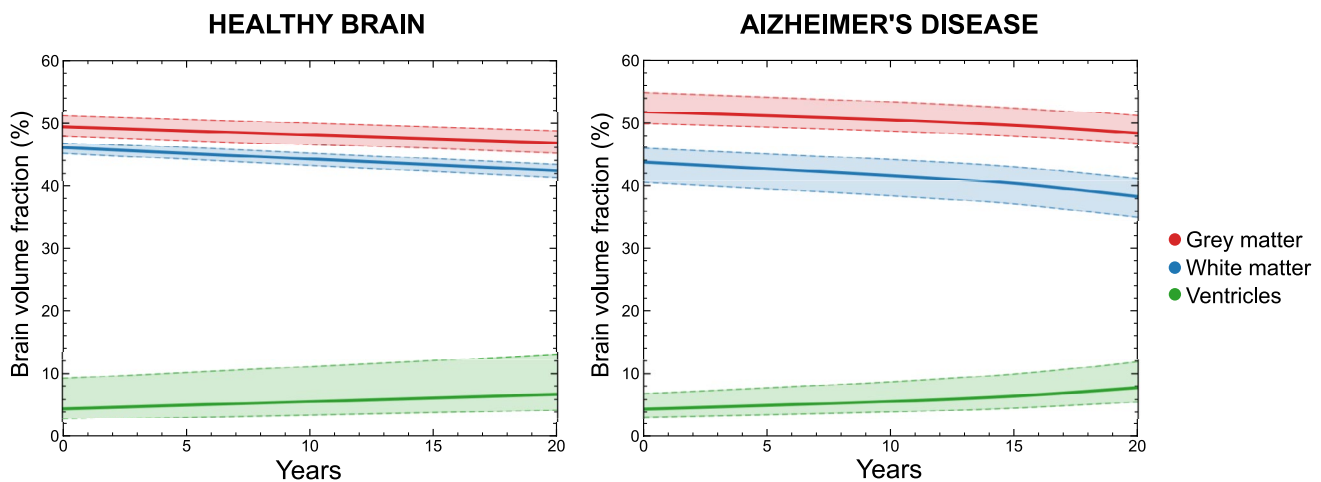 HEALTHY BRAIN
AIZHEIMER'S DISEASE
Brain volume fraction (%)
60
50
40
30
20
10
0
0 5 10 15 20
Years
Brain volume fraction (%)
60
50
40
30
20
10
0
0 5 10 15 20
Years
Grey matter
White matter
Ventricles